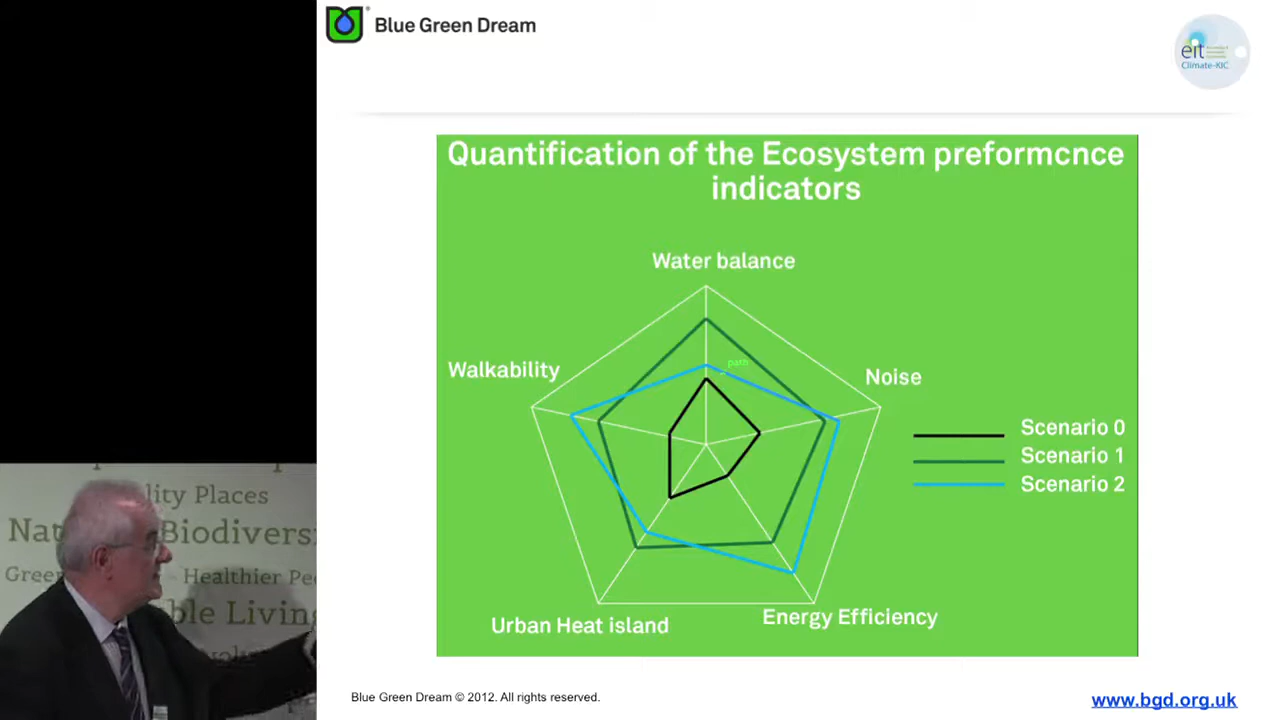 Blue Green Dream
eit
Climate-KIC
Quantification of the Ecosystem preformcnce
indicators
Water balance
path
Walkability
Noise
Scenario 0
Scenario 1
Scenario 2
Urban Heat island
Energy Efficiency
lity Places
Biodiversi
Green
Healthier Pe
ble Living
Blue Green Dream © 2012. All rights reserved.
www.bgd.org.uk